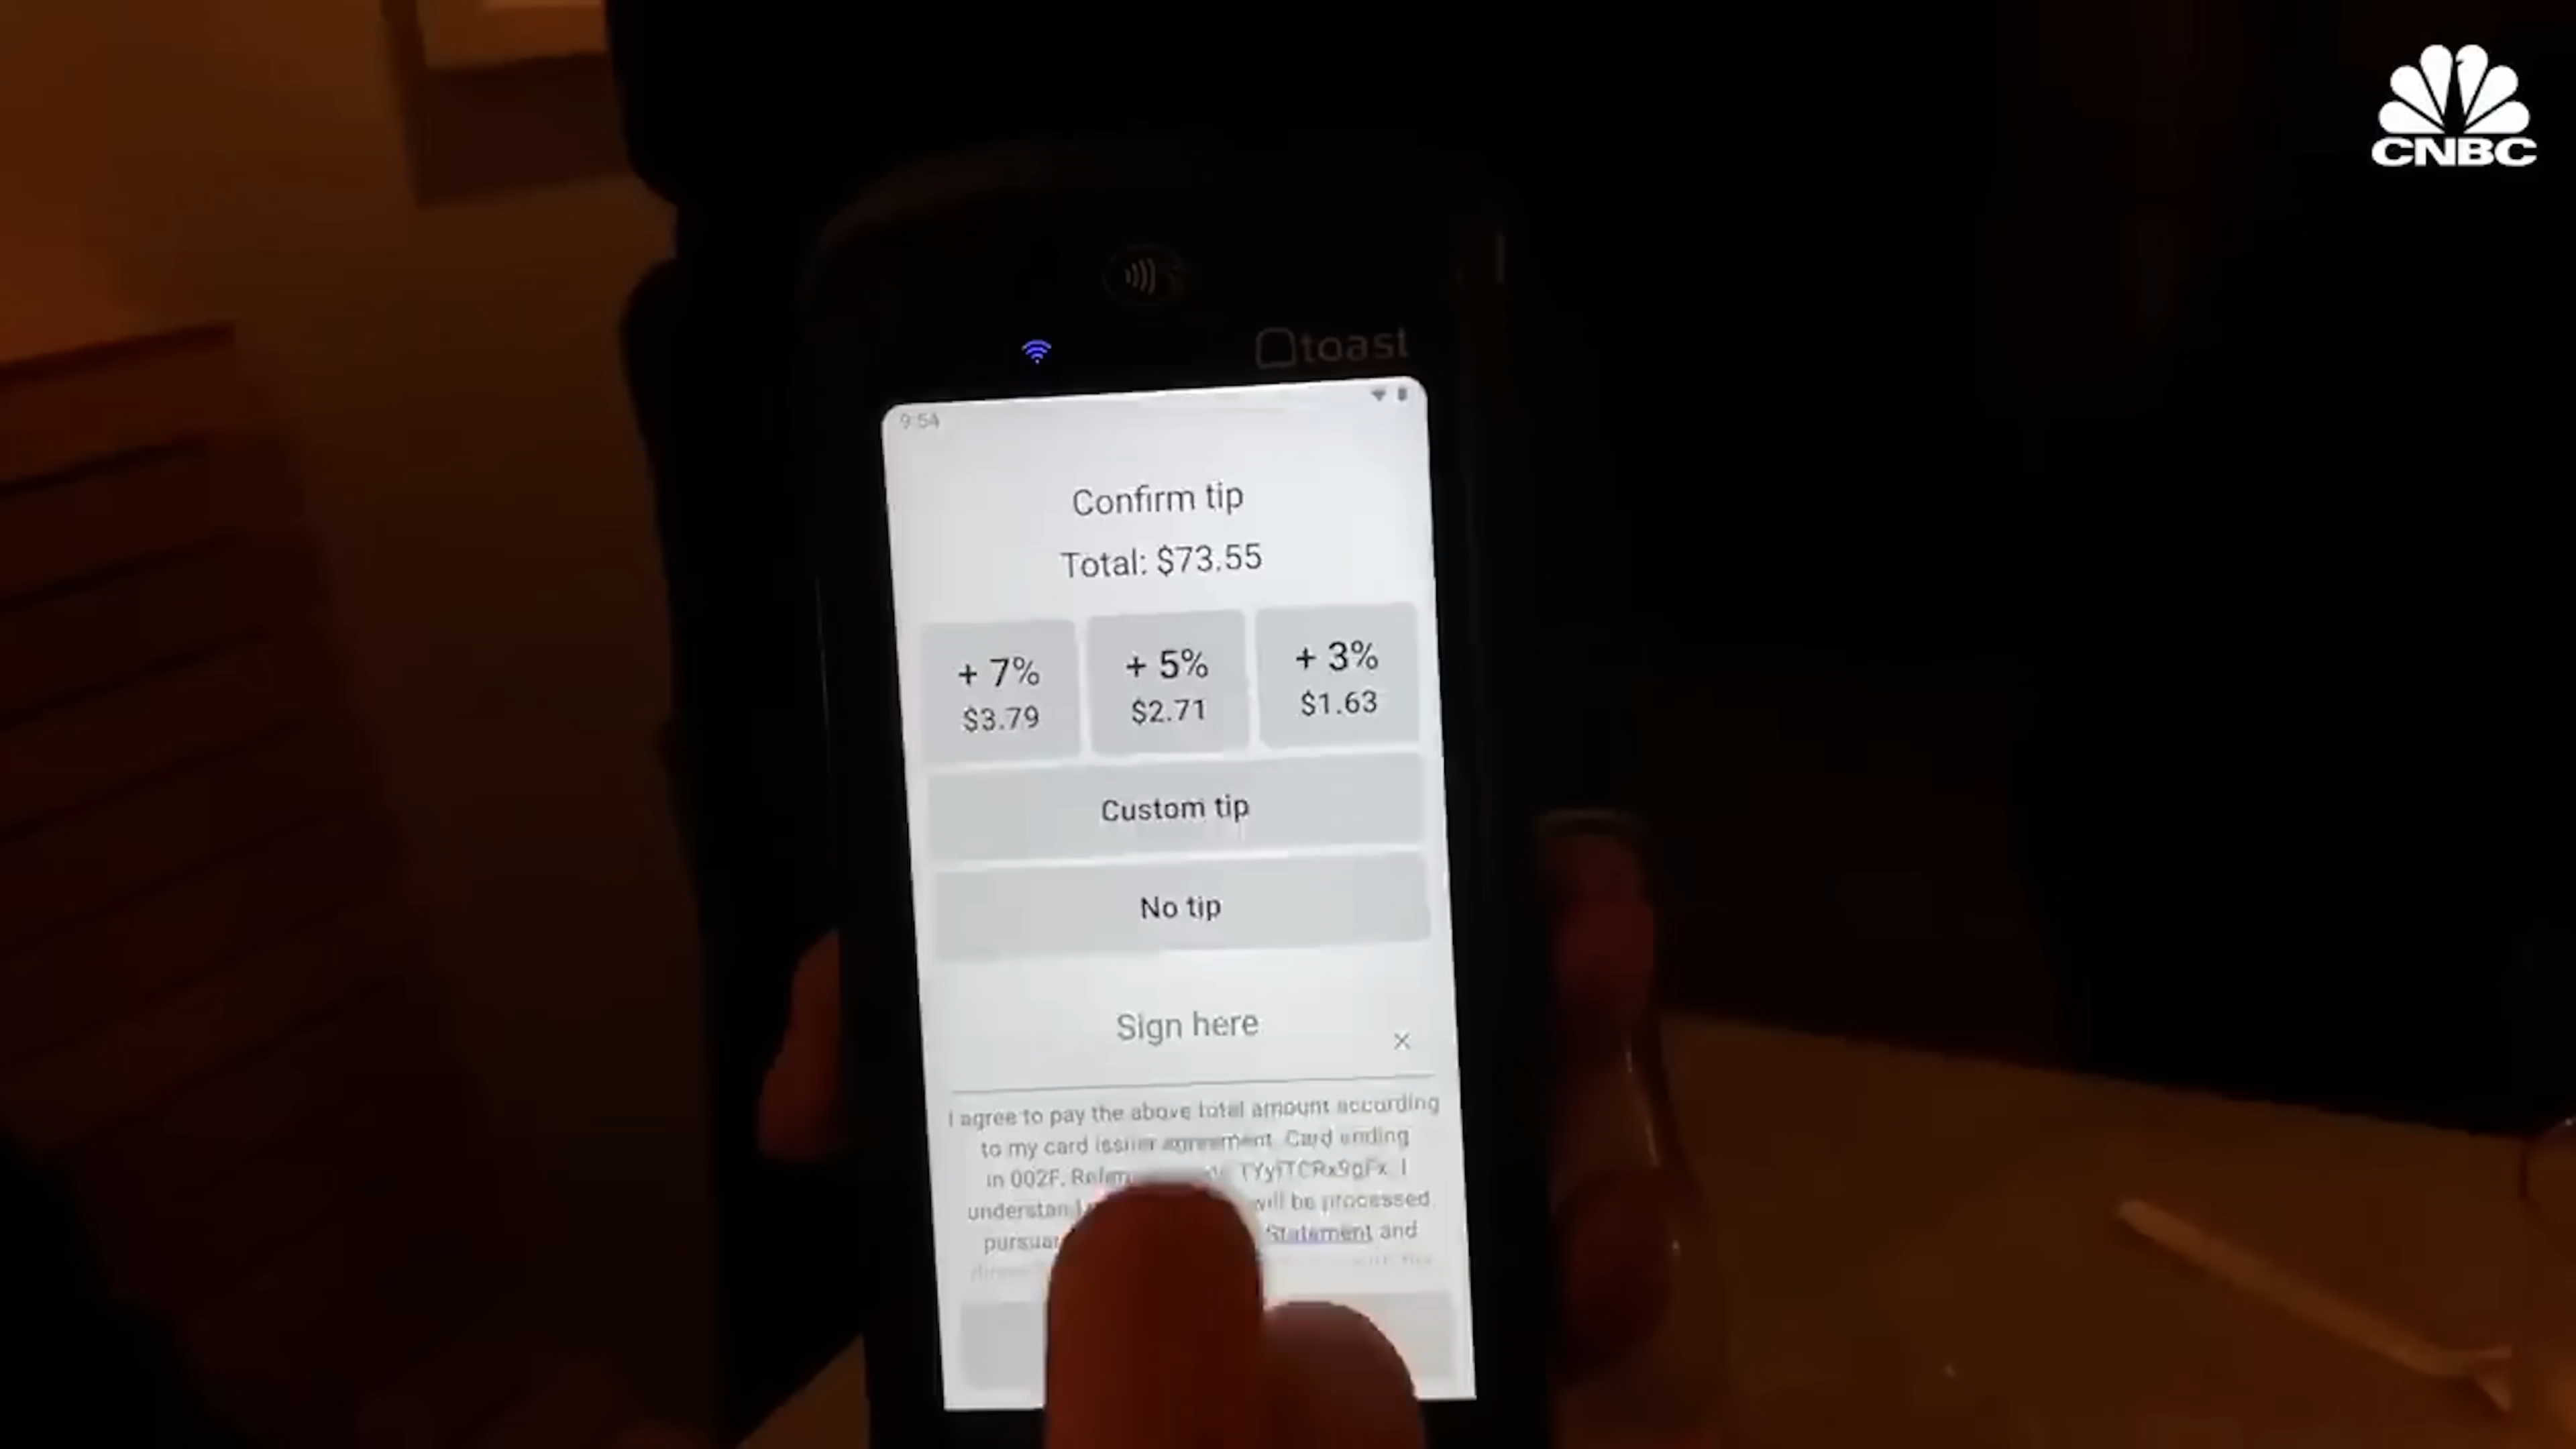 CNBC
toast
9:54
Confirm tip
Total: $73.55
+ 7%
$3.79
+ 5%
$2.71
+ 3%
$1.63
Custom tip
No tip
Sign here
I agree to pay the above total amount according
to my card issuer agreement. Card ending
in 002F.
will be processed
Statement and